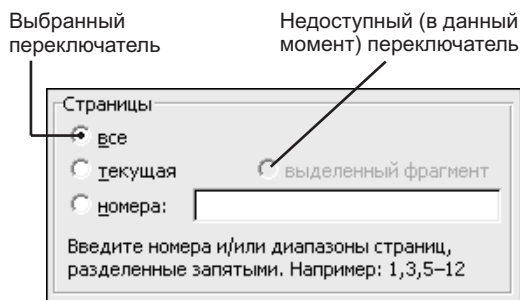 Выбранный
переключатель
Недоступный (в данный
момент) переключатель
Страницы
все
текущая
выделенный фрагмент
номера:
Введите номера и/или диапазоны страниц,
разделенные запятыми. Например: 1,3,5–12